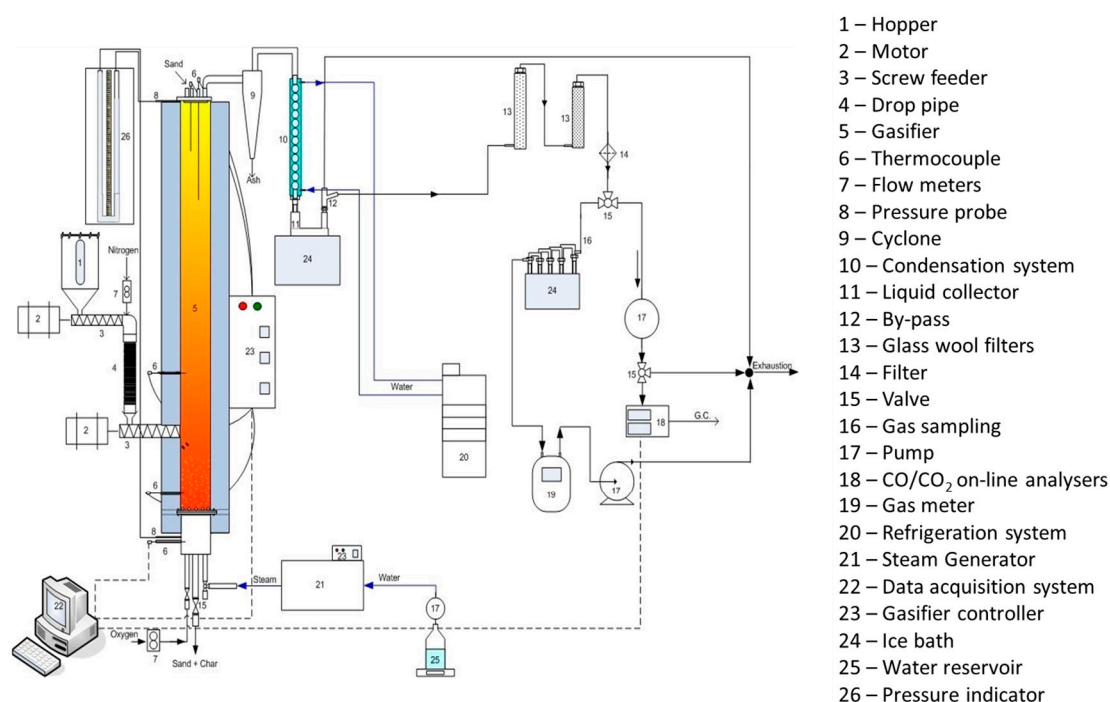 Sand
6
8
26
9
10
Ash
11
12
24
13
13
14
15
16
24
1
Nitrogen
7
2
3
4
5
23
6
2
3
6
8
6
17
15
Exhaustion
18
G.C.
Water
20
19
17
22
15
Steam
21
23
Water
17
25
Oxygen
7
Sand + Char
1 – Hopper
2 – Motor
3 – Screw feeder
4 – Drop pipe
5 – Gasifier
6 – Thermocouple
7 – Flow meters
8 – Pressure probe
9 – Cyclone
10 – Condensation system
11 – Liquid collector
12 – By-pass
13 – Glass wool filters
14 – Filter
15 – Valve
16 – Gas sampling
17 – Pump
18 – CO/CO₂ on-line analysers
19 – Gas meter
20 – Refrigeration system
21 – Steam Generator
22 – Data acquisition system
23 – Gasifier controller
24 – Ice bath
25 – Water reservoir
26 – Pressure indicator